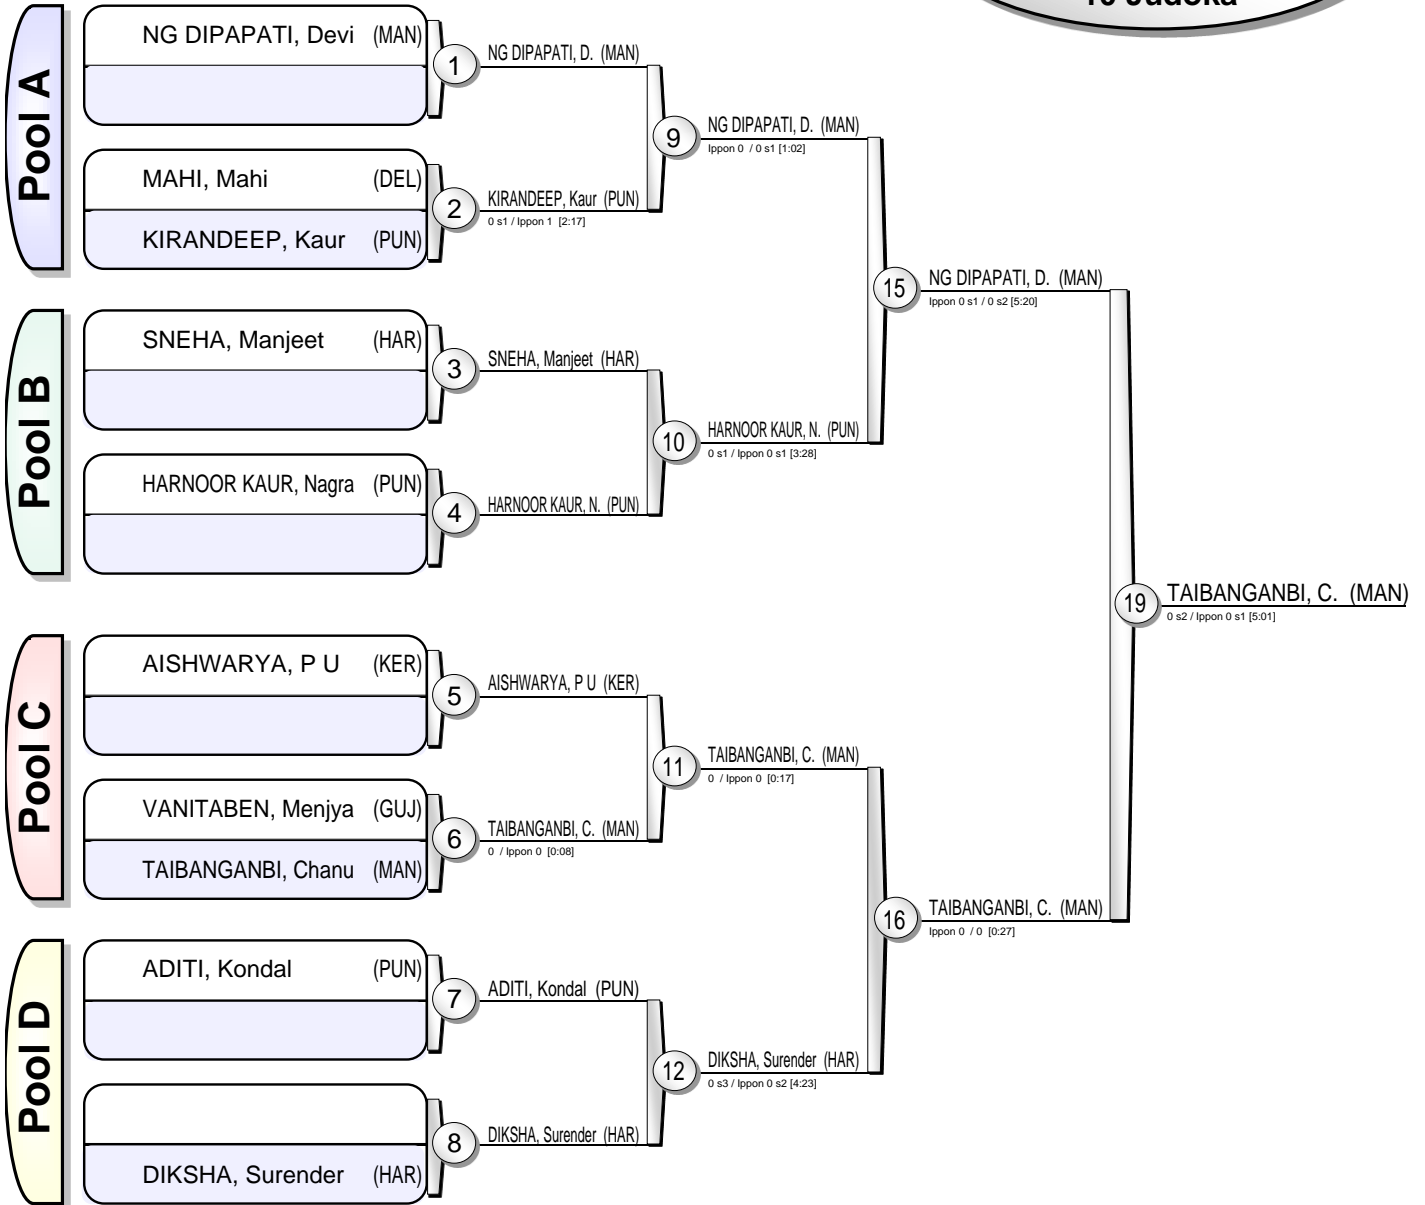 10 Judoka
Pool A
NG DIPAPATI, Devi (MAN)
MAHI, Mahi (DEL)
KIRANDEEP, Kaur (PUN)
1
NG DIPAPATI, D. (MAN)
2
KIRANDEEP, Kaur (PUN)
0 s1 / Ippon 1 [2:17]
9
NG DIPAPATI, D. (MAN)
Ippon 0 / 0 s1 [1:02]
Pool B
SNEHA, Manjeet (HAR)
HARNOOR KAUR, Nagra (PUN)
3
SNEHA, Manjeet (HAR)
4
HARNOOR KAUR, N. (PUN)
10
HARNOOR KAUR, N. (PUN)
0 s1 / Ippon 0 s1 [3:28]
15
NG DIPAPATI, D. (MAN)
Ippon 0 s1 / 0 s2 [5:20]
Pool C
AISHWARYA, P U (KER)
VANITABEN, Menjya (GUJ)
TAIBANGANBI, Chanu (MAN)
5
AISHWARYA, P U (KER)
6
TAIBANGANBI, C. (MAN)
0 / Ippon 0 [0:08]
11
TAIBANGANBI, C. (MAN)
0 / Ippon 0 [0:17]
Pool D
ADITI, Kondal (PUN)
DIKSHA, Surender (HAR)
7
ADITI, Kondal (PUN)
8
DIKSHA, Surender (HAR)
12
DIKSHA, Surender (HAR)
0 s3 / Ippon 0 s2 [4:23]
16
TAIBANGANBI, C. (MAN)
Ippon 0 / 0 [0:27]
19
TAIBANGANBI, C. (MAN)
0 s2 / Ippon 0 s1 [5:01]